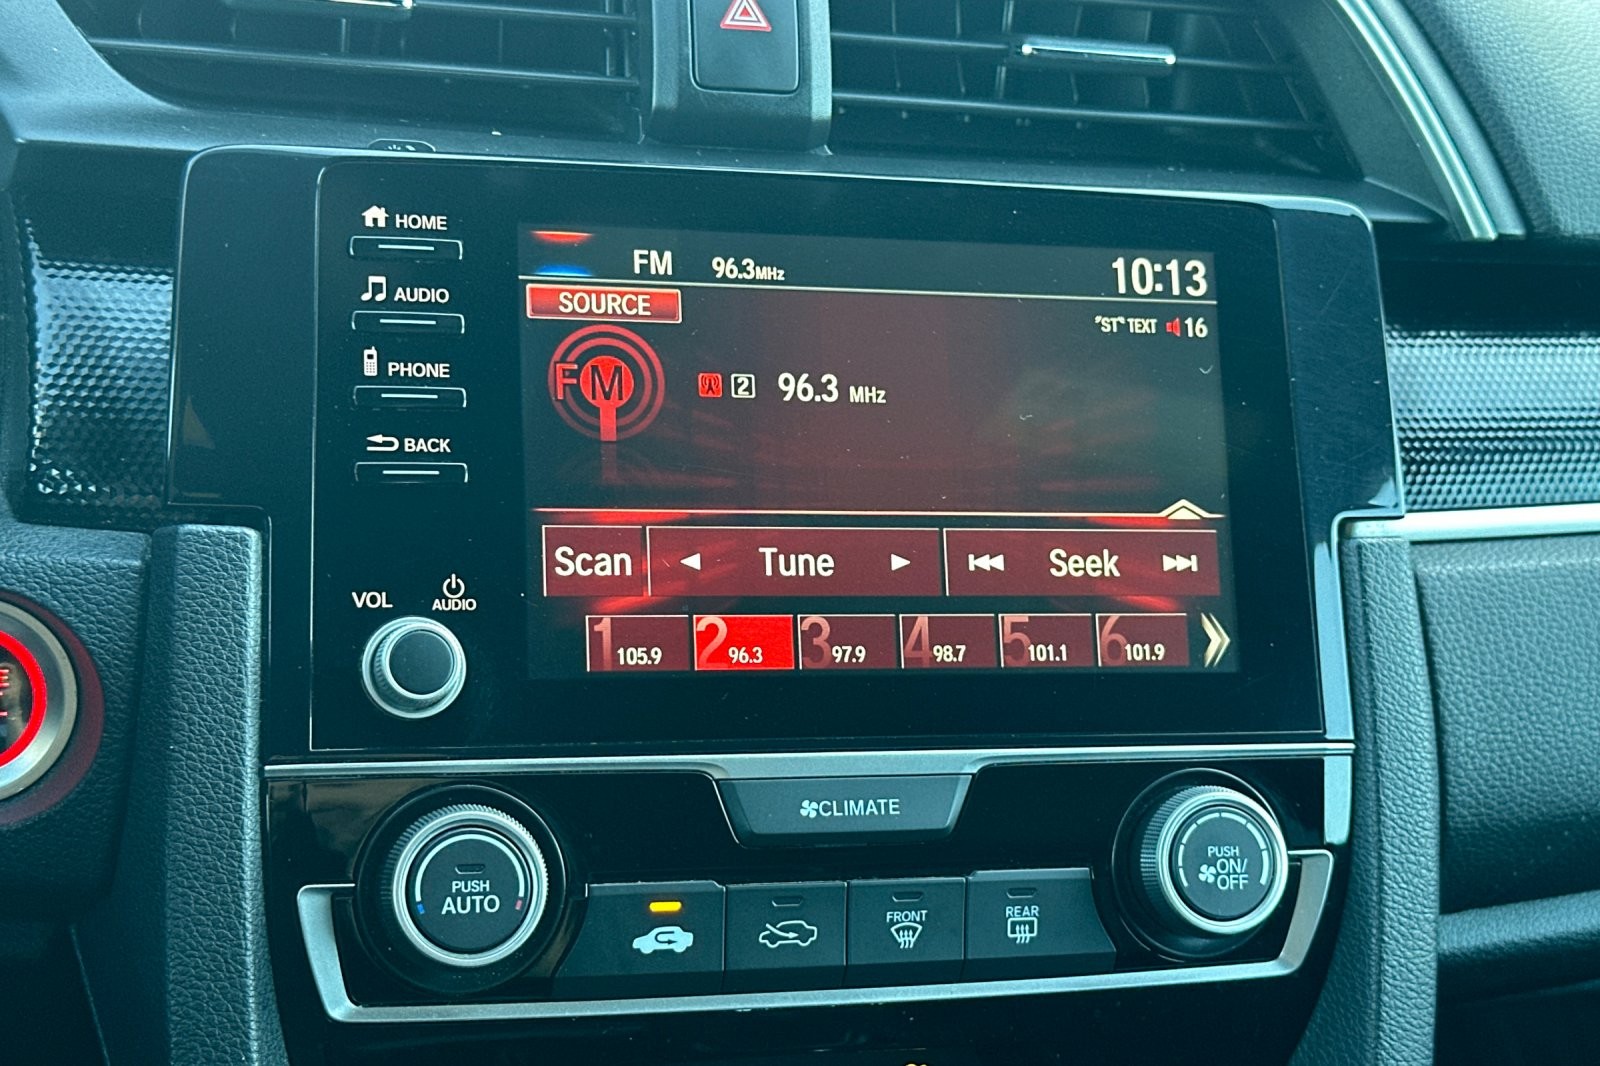 HOME
AUDIO
PHONE
BACK
VOL
AUDIO
FM 96.3MHz 10:13
SOURCE
"ST" TEXT 16
FM
2 96.3 MHz
Scan Tune Seek
1 105.9
2 96.3
3 97.9
4 98.7
5 101.1
6 101.9
CLIMATE
PUSH
AUTO
FRONT
REAR
PUSH
ON/
OFF